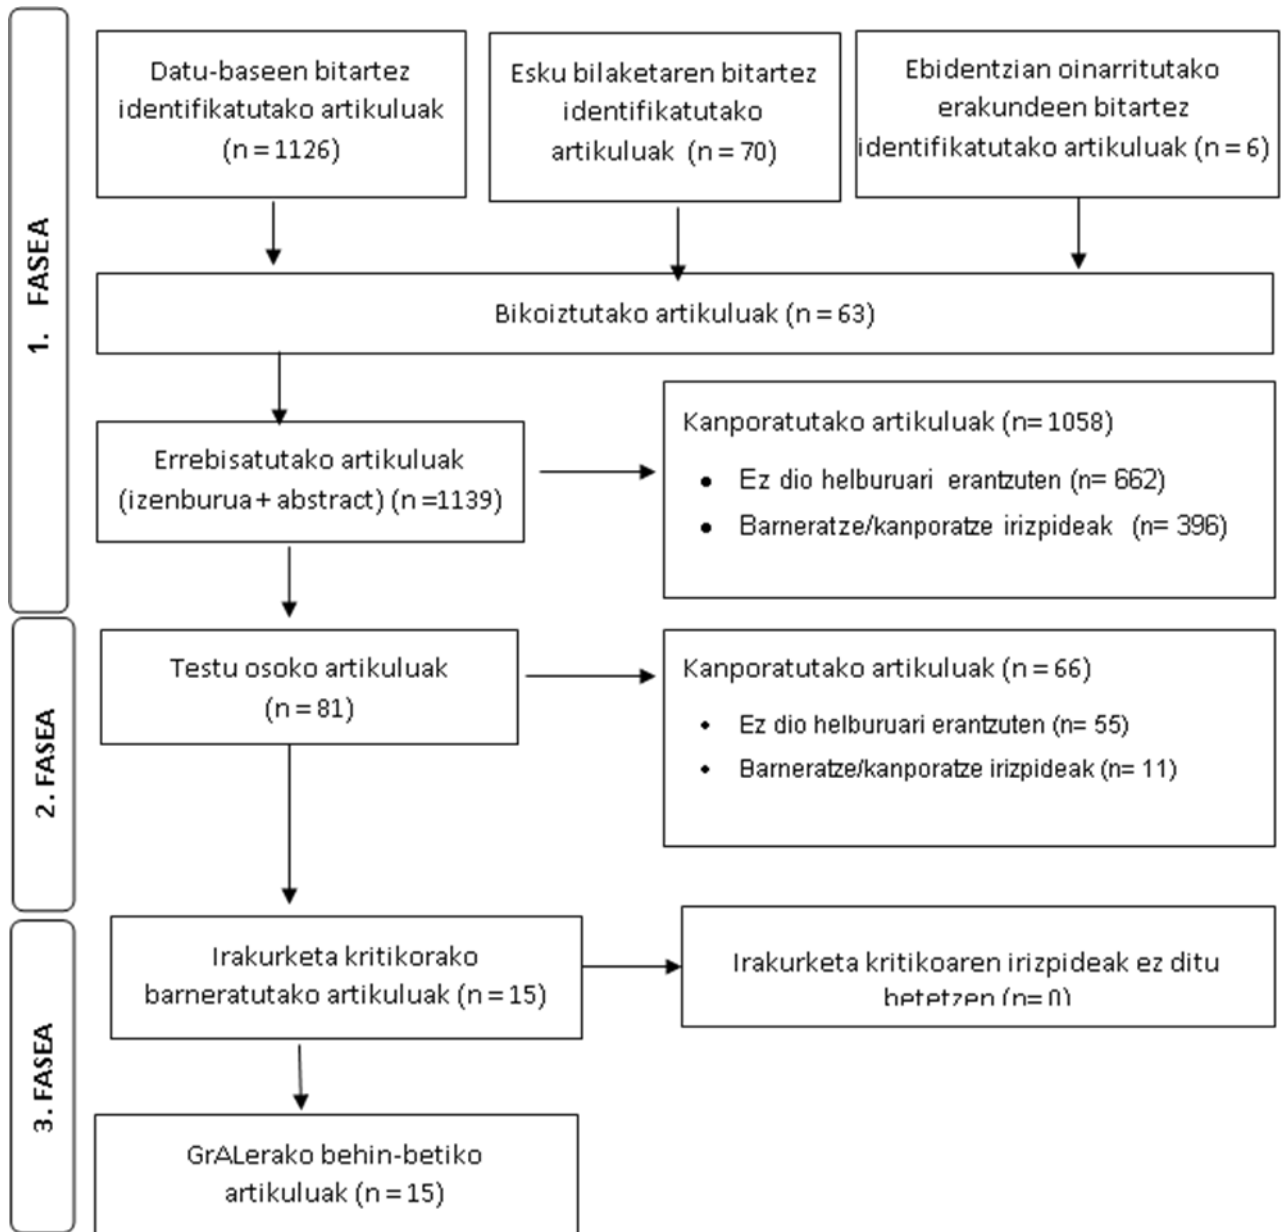 1. FASEA
Datu-baseen bitartez
identifikatutako artikuluak
(n = 1126)
Esku bilaketaren bitartez
identifikatutako
artikuluak (n = 70)
Ebidentzian oinarritutako
erakundeen bitartez
identifikatutako artikuluak (n = 6)
Bikoiztutako artikuluak (n = 63)
Errebisatutako artikuluak
(izenburua + abstract) (n =1139)
Kanporatutako artikuluak (n= 1058)
• Ez dio helburuari erantzuten (n= 662)
• Barneratze/kanporatze irizpideak (n= 396)
2. FASEA
Testu osoko artikuluak
(n = 81)
Kanporatutako artikuluak (n = 66)
• Ez dio helburuari erantzuten (n= 55)
• Barneratze/kanporatze irizpideak (n= 11)
3. FASEA
Irakurketa kritikorako
barneratutako artikuluak (n = 15)
Irakurketa kritikoaren irizpideak ez ditu
betetzen (n= 0)
GrALerako behin-betiko
artikuluak (n = 15)